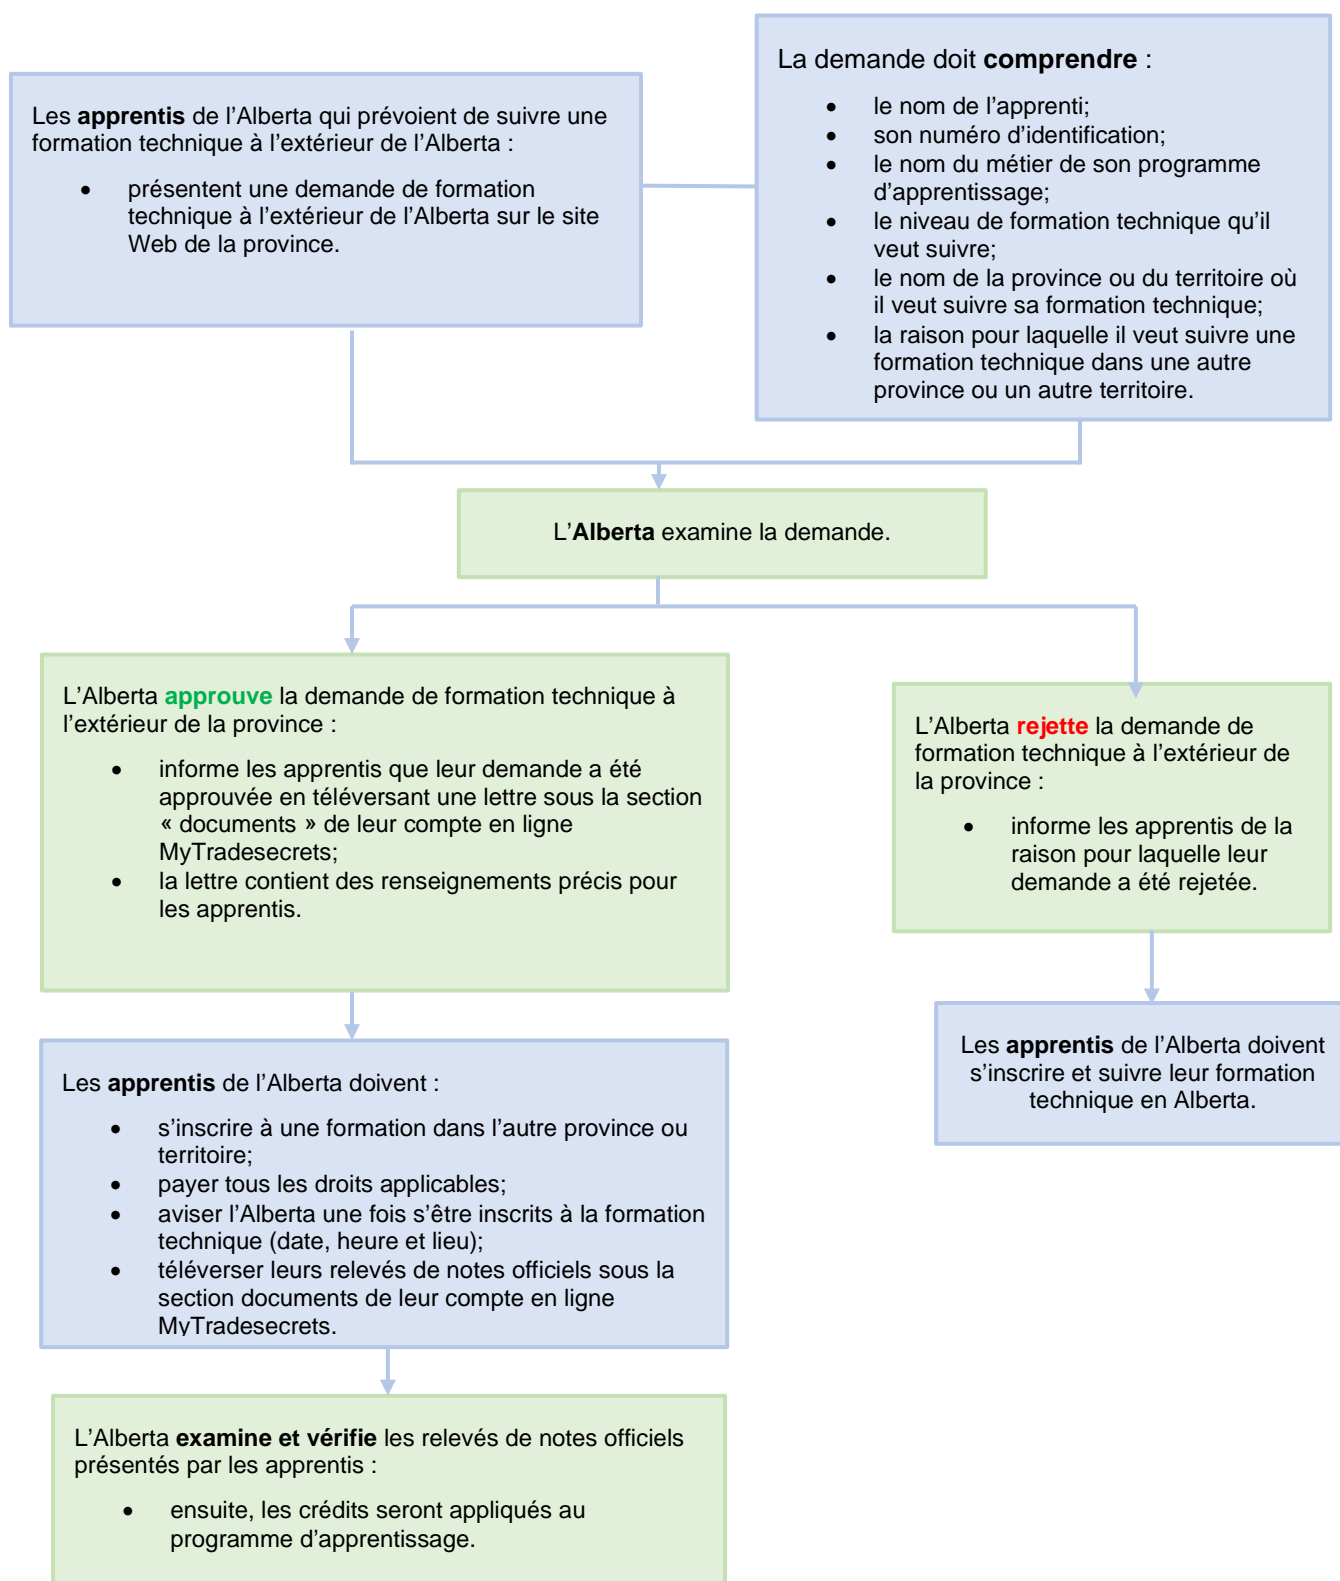 Les apprentis de l’Alberta qui prévoient de suivre une
formation technique à l’extérieur de l’Alberta :
• présentent une demande de formation
technique à l’extérieur de l’Alberta sur le site
Web de la province.
La demande doit comprendre :
• le nom de l’apprenti;
• son numéro d’identification;
• le nom du métier de son programme
d’apprentissage;
• le niveau de formation technique qu’il
veut suivre;
• le nom de la province ou du territoire où
il veut suivre sa formation technique;
• la raison pour laquelle il veut suivre une
formation technique dans une autre
province ou un autre territoire.
L’Alberta examine la demande.
L’Alberta approuve la demande de formation technique à
l’extérieur de la province :
• informe les apprentis que leur demande a été
approuvée en téléversant une lettre sous la section
« documents » de leur compte en ligne
MyTradesecrets;
• la lettre contient des renseignements précis pour
les apprentis.
L’Alberta rejette la demande de
formation technique à l’extérieur de
la province :
• informe les apprentis de la
raison pour laquelle leur
demande a été rejetée.
Les apprentis de l’Alberta doivent
s’inscrire et suivre leur formation
technique en Alberta.
Les apprentis de l’Alberta doivent :
• s’inscrire à une formation dans l’autre province ou
territoire;
• payer tous les droits applicables;
• aviser l’Alberta une fois s’être inscrits à la formation
technique (date, heure et lieu);
• téléverser leurs relevés de notes officiels sous la
section documents de leur compte en ligne
MyTradesecrets.
L’Alberta examine et vérifie les relevés de notes officiels
présentés par les apprentis :
• ensuite, les crédits seront appliqués au
programme d’apprentissage.